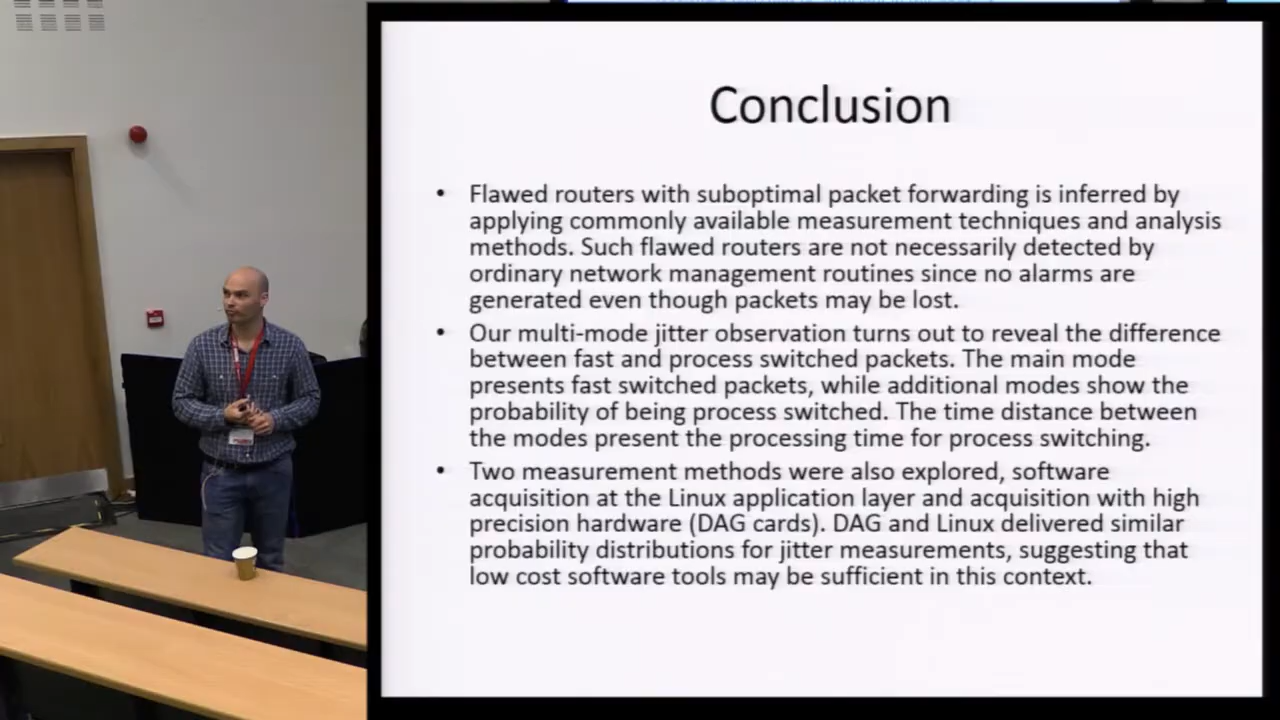 Conclusion
• Flawed routers with suboptimal packet forwarding is inferred by
applying commonly available measurement techniques and analysis
methods. Such flawed routers are not necessarily detected by
ordinary network management routines since no alarms are
generated even though packets may be lost.
• Our multi-mode jitter observation turns out to reveal the difference
between fast and process switched packets. The main mode
presents fast switched packets, while additional modes show the
probability of being process switched. The time distance between
the modes present the processing time for process switching.
• Two measurement methods were also explored, software
acquisition at the Linux application layer and acquisition with high
precision hardware (DAG cards). DAG and Linux delivered similar
probability distributions for jitter measurements, suggesting that
low cost software tools may be sufficient in this context.